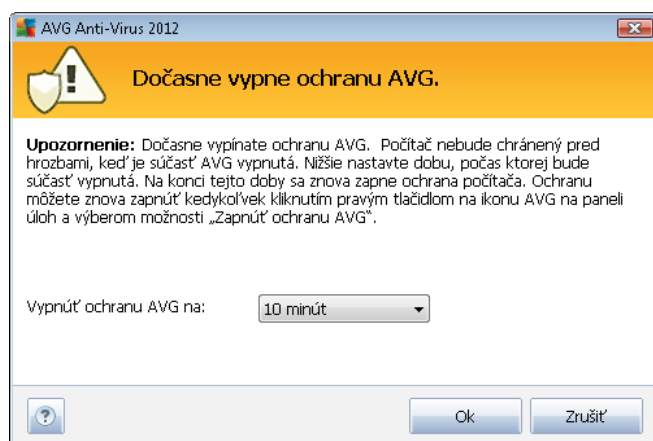 AVG Anti-Virus 2012
Dočasne vypne ochranu AVG.
Upozornenie: Dočasne vypínate ochranu AVG. Počítač nebude chránený pred
hrozbami, keď je súčasť AVG vypnutá. Nižšie nastavte dobu, počas ktorej bude
súčasť vypnutá. Na konci tejto doby sa znova zapne ochrana počítača. Ochranu
môžete znova zapnúť kedykoľvek kliknutím pravým tlačidlom na ikonu AVG na paneli
úloh a výberom možnosti „Zapnúť ochranu AVG“.
Vypnúť ochranu AVG na:
10 minút
?
Ok
Zrušiť